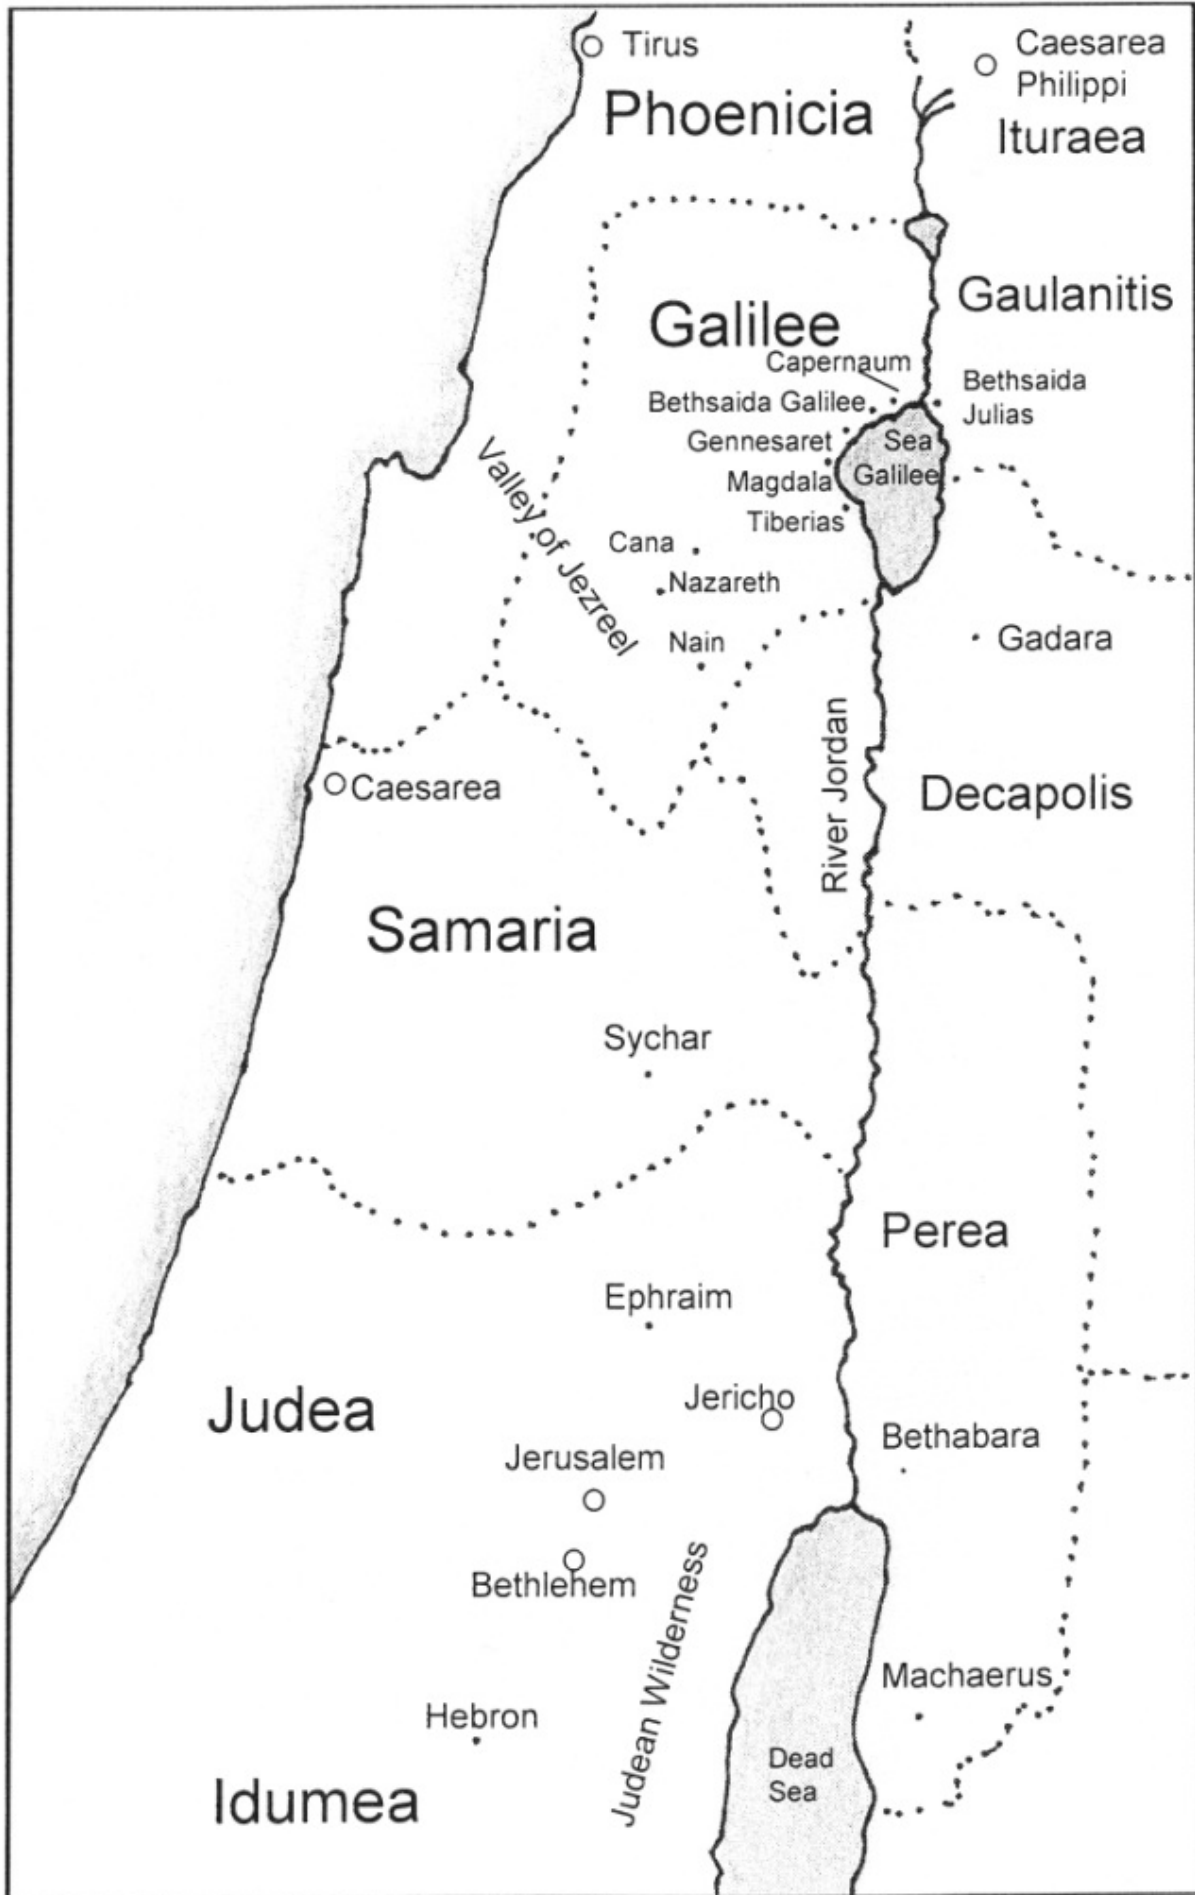 Tirus
Caesarea
Philippi
Phoenicia
Ituraea
Gaulanitis
Galilee
Capernaum
Bethsaida
Julias
Bethsaida Galilee
Gennesaret
Sea
Galilee
Magdala
Tiberias
Valley of Jezreel
Cana
Nazareth
Nain
Gadara
River Jordan
Caesarea
Decapolis
Samaria
Sychar
Perea
Ephraim
Judea
Jericho
Bethabara
Jerusalem
Bethlehem
Judean Wilderness
Machaerus
Hebron
Dead
Sea
Idumea